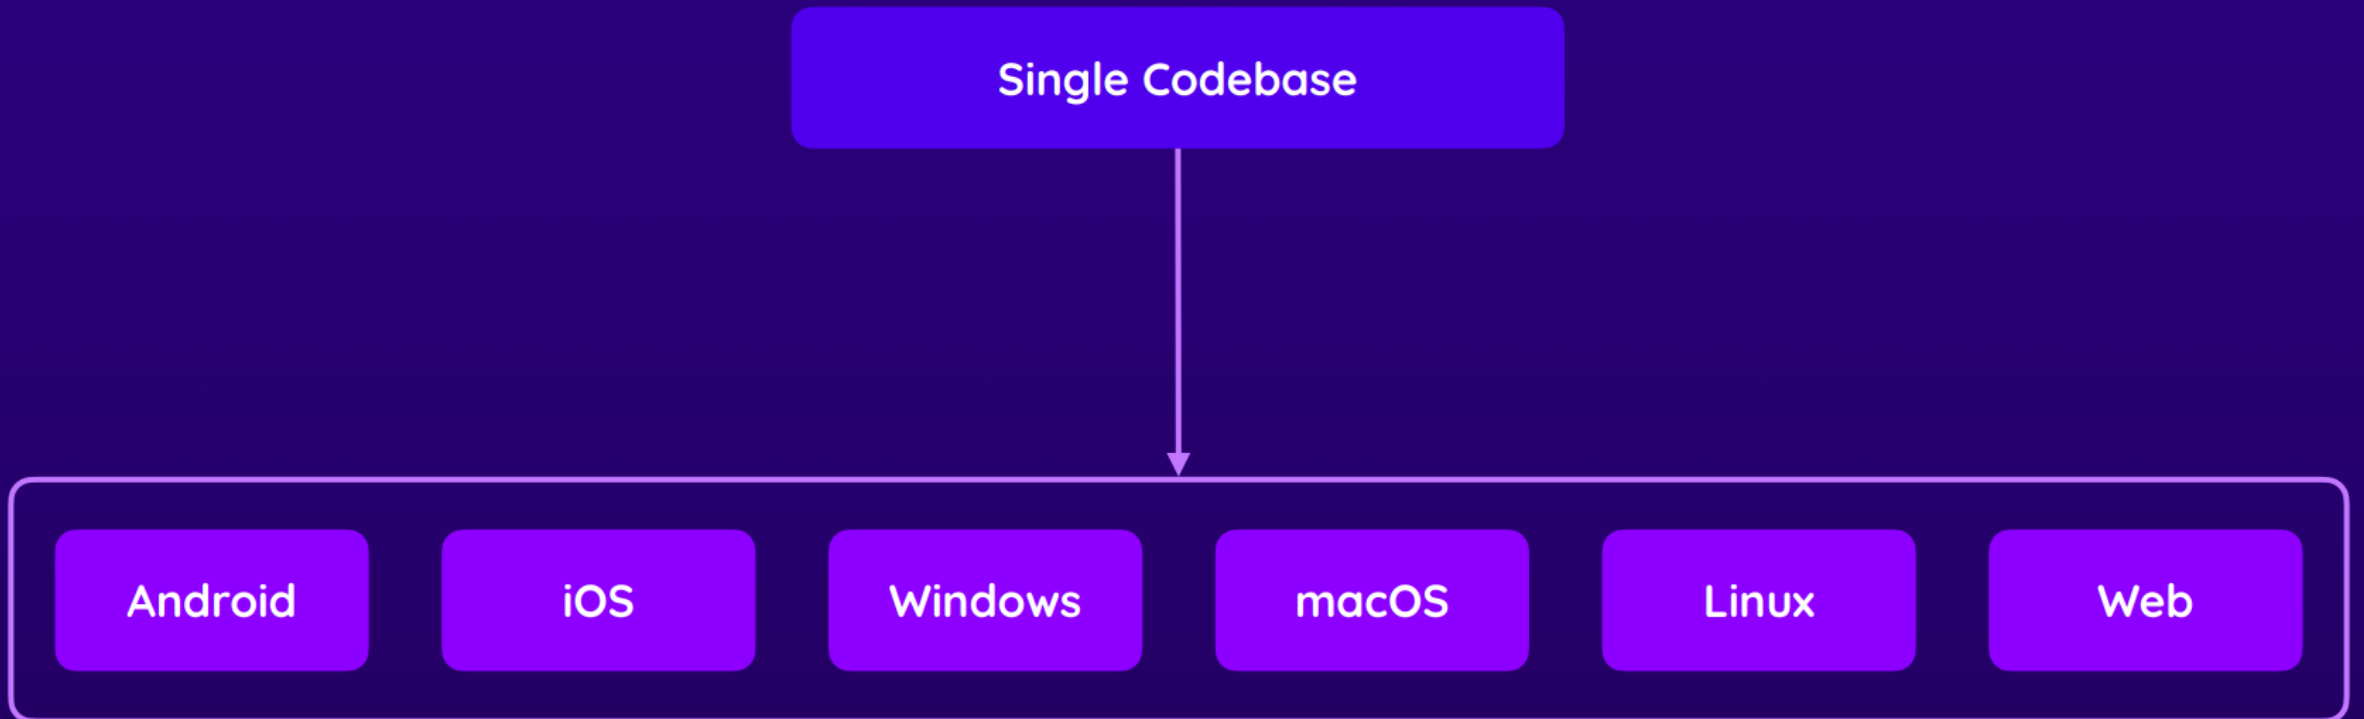 Single Codebase
Android
iOS
Windows
macOS
Linux
Web